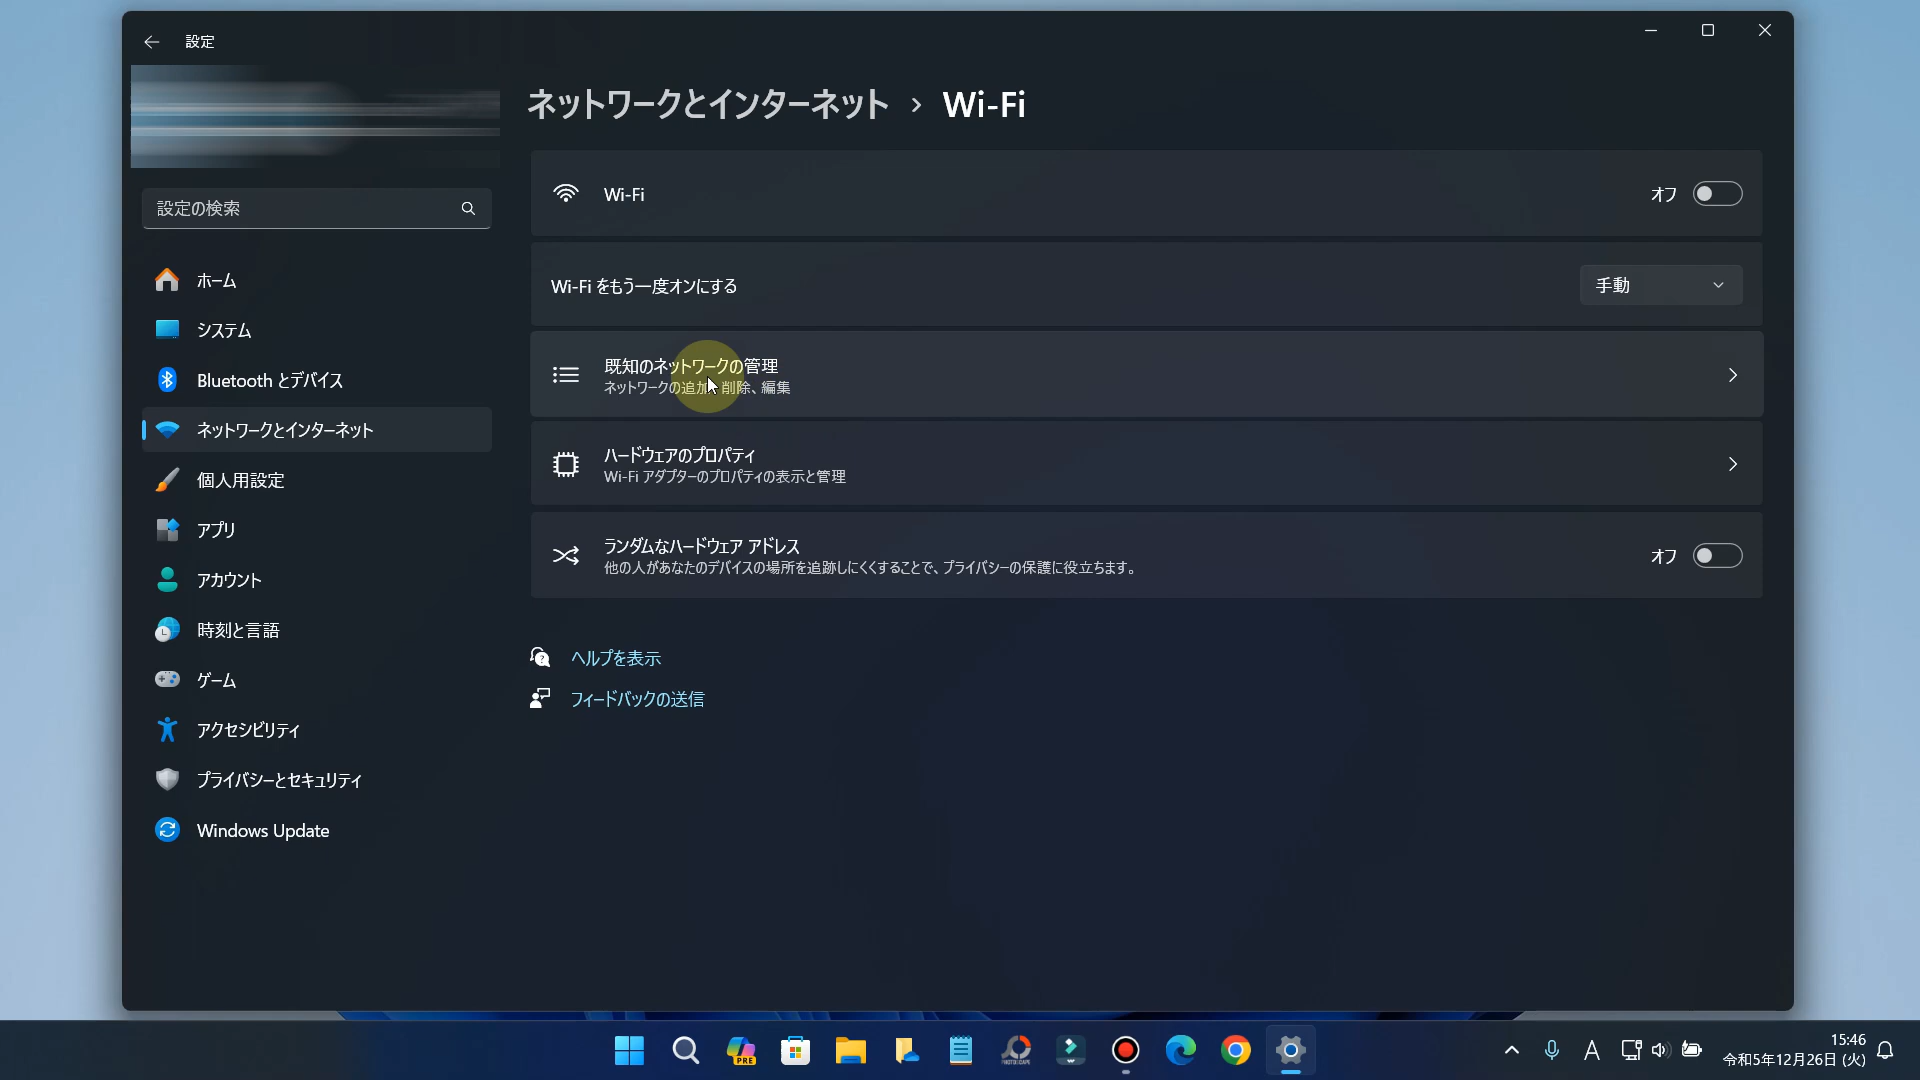 設定
ネットワークとインターネット › Wi-Fi
設定の検索
ホーム
システム
Bluetooth とデバイス
ネットワークとインターネット
個人用設定
アプリ
アカウント
時刻と言語
ゲーム
アクセシビリティ
プライバシーとセキュリティ
Windows Update
Wi-Fi
オフ
Wi-Fi をもう一度オンにする
手動
既知のネットワークの管理
ネットワークの追加、削除、編集
ハードウェアのプロパティ
Wi-Fi アダプターのプロパティの表示と管理
ランダムなハードウェア アドレス
他の人があなたのデバイスの場所を追跡しにくくすることで、プライバシーの保護に役立ちます。
オフ
ヘルプを表示
フィードバックの送信
PRE
A
15:46
令和5年12月26日 (火)